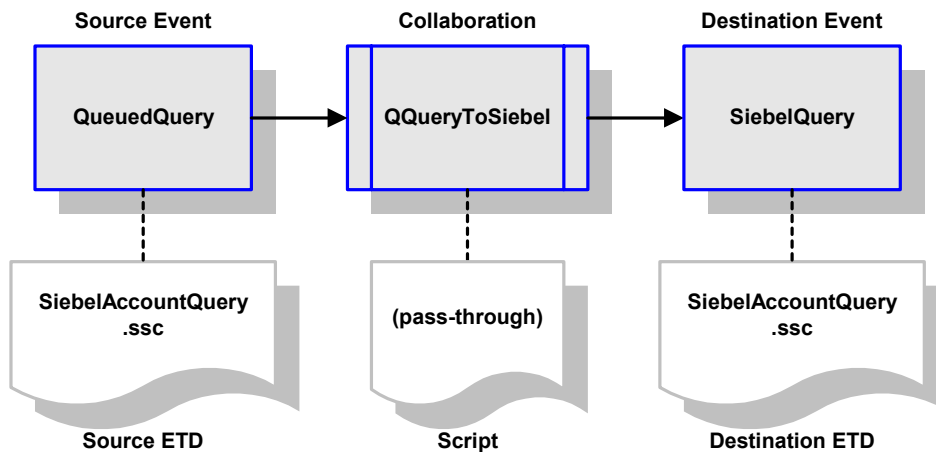 Source Event
Collaboration
Destination Event
QueuedQuery
QQueryToSiebel
SiebelQuery
SiebelAccountQuery
.ssc
(pass-through)
SiebelAccountQuery
.ssc
Source ETD
Script
Destination ETD